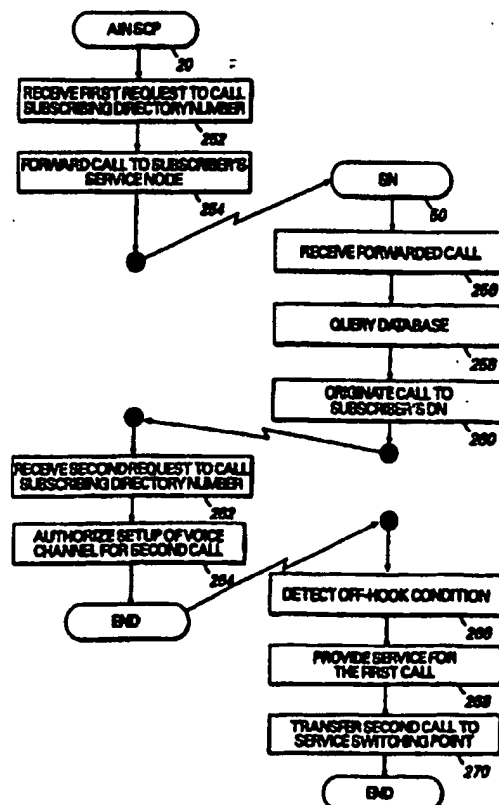 AIN SCP
20
RECEIVE FIRST REQUEST TO CALL
SUBSCRIBING DIRECTORY NUMBER
252
FORWARD CALL TO SUBSCRIBER'S
SERVICE NODE
254
SN
50
RECEIVE FORWARDED CALL
256
QUERY DATABASE
258
ORIGINATE CALL TO
SUBSCRIBER'S DN
260
RECEIVE SECOND REQUEST TO CALL
SUBSCRIBING DIRECTORY NUMBER
262
AUTHORIZE SETUP OF VOICE
CHANNEL FOR SECOND CALL
264
END
DETECT OFF-HOOK CONDITION
266
PROVIDE SERVICE FOR
THE FIRST CALL
268
TRANSFER SECOND CALL TO
SERVICE SWITCHING POINT
270
END